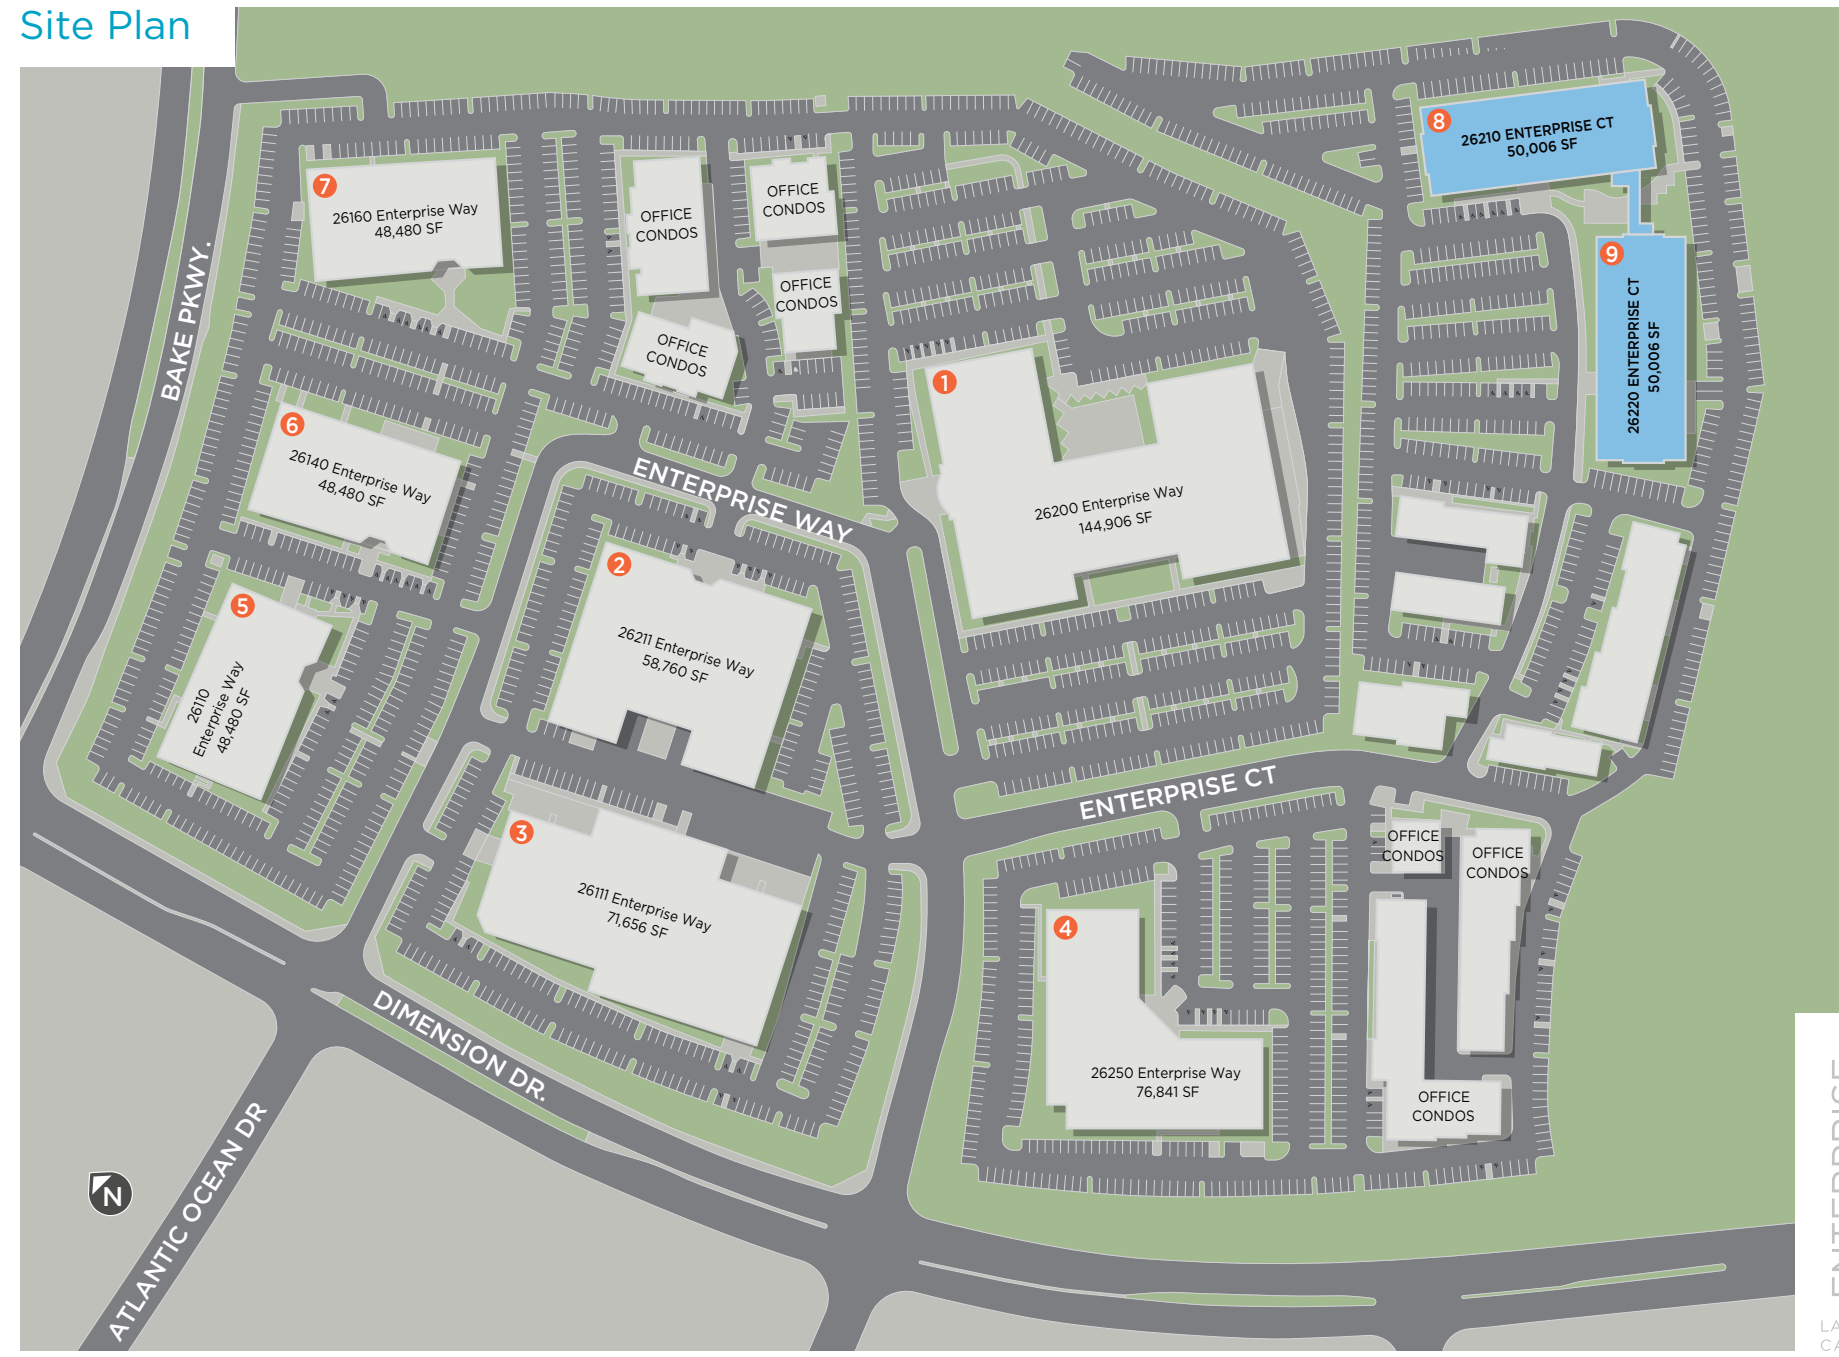 Site Plan
8
26210 ENTERPRISE CT
50,006 SF
7
26160 Enterprise Way
48,480 SF
OFFICE
CONDOS
OFFICE
CONDOS
OFFICE
CONDOS
OFFICE
CONDOS
9
26220 ENTERPRISE CT
50,006 SF
BAKE PKWY.
1
26200 Enterprise Way
144,906 SF
6
26140 Enterprise Way
48,480 SF
ENTERPRISE WAY
2
26211 Enterprise Way
58,760 SF
5
26110
Enterprise Way
48,480 SF
ENTERPRISE CT
3
26111 Enterprise Way
71,656 SF
OFFICE
CONDOS
OFFICE
CONDOS
4
26250 Enterprise Way
76,841 SF
OFFICE
CONDOS
DIMENSION DR.
ATLANTIC OCEAN DR
N
ENTERPRISE
LA
CA